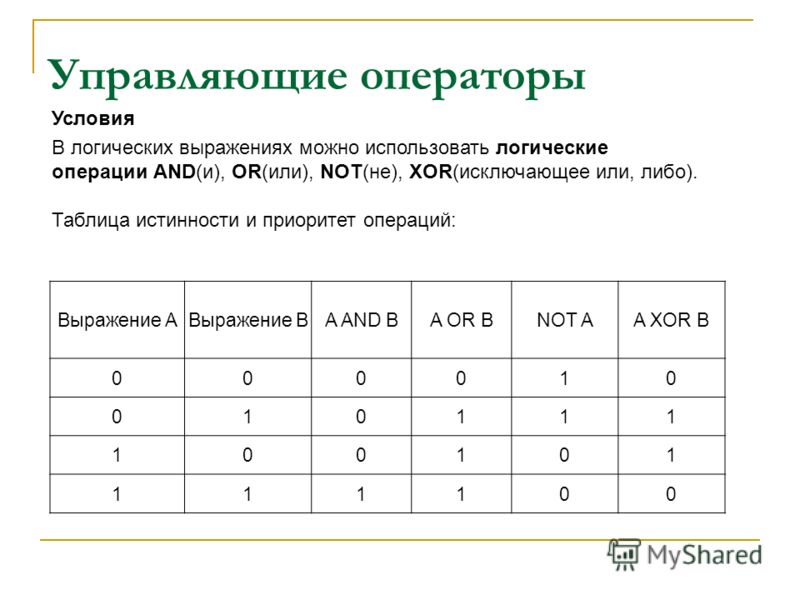 Управляющие операторы
Условия
В логических выражениях можно использовать логические
операции AND(и), OR(или), NOT(не), XOR(исключающее или, либо).
Таблица истинности и приоритет операций:
Выражение A Выражение B A AND B A OR B NOT A A XOR B
0 0 0 0 1 0
0 1 0 1 1 1
1 0 0 1 0 1
1 1 1 1 0 0
MyShared